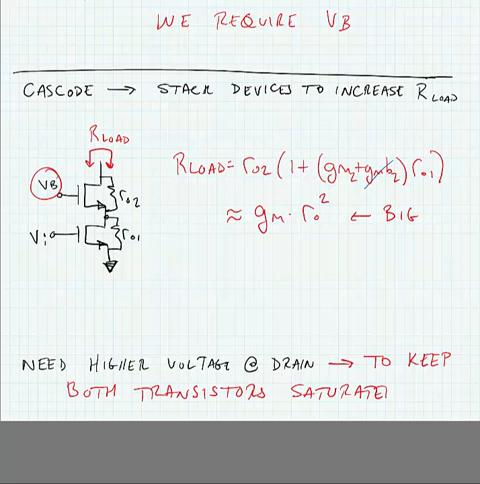 WE REQUIRE VB
CASCODE → STACK DEVICES TO INCREASE RLOAD
RLOAD
VB
ro2
Vi
ro1
RLOAD = ro2 (1 + (gm2 + gmb2) ro1)
≈ gm · ro² ← BIG
NEED HIGHER VOLTAGE @ DRAIN → TO KEEP
BOTH TRANSISTORS SATURATE